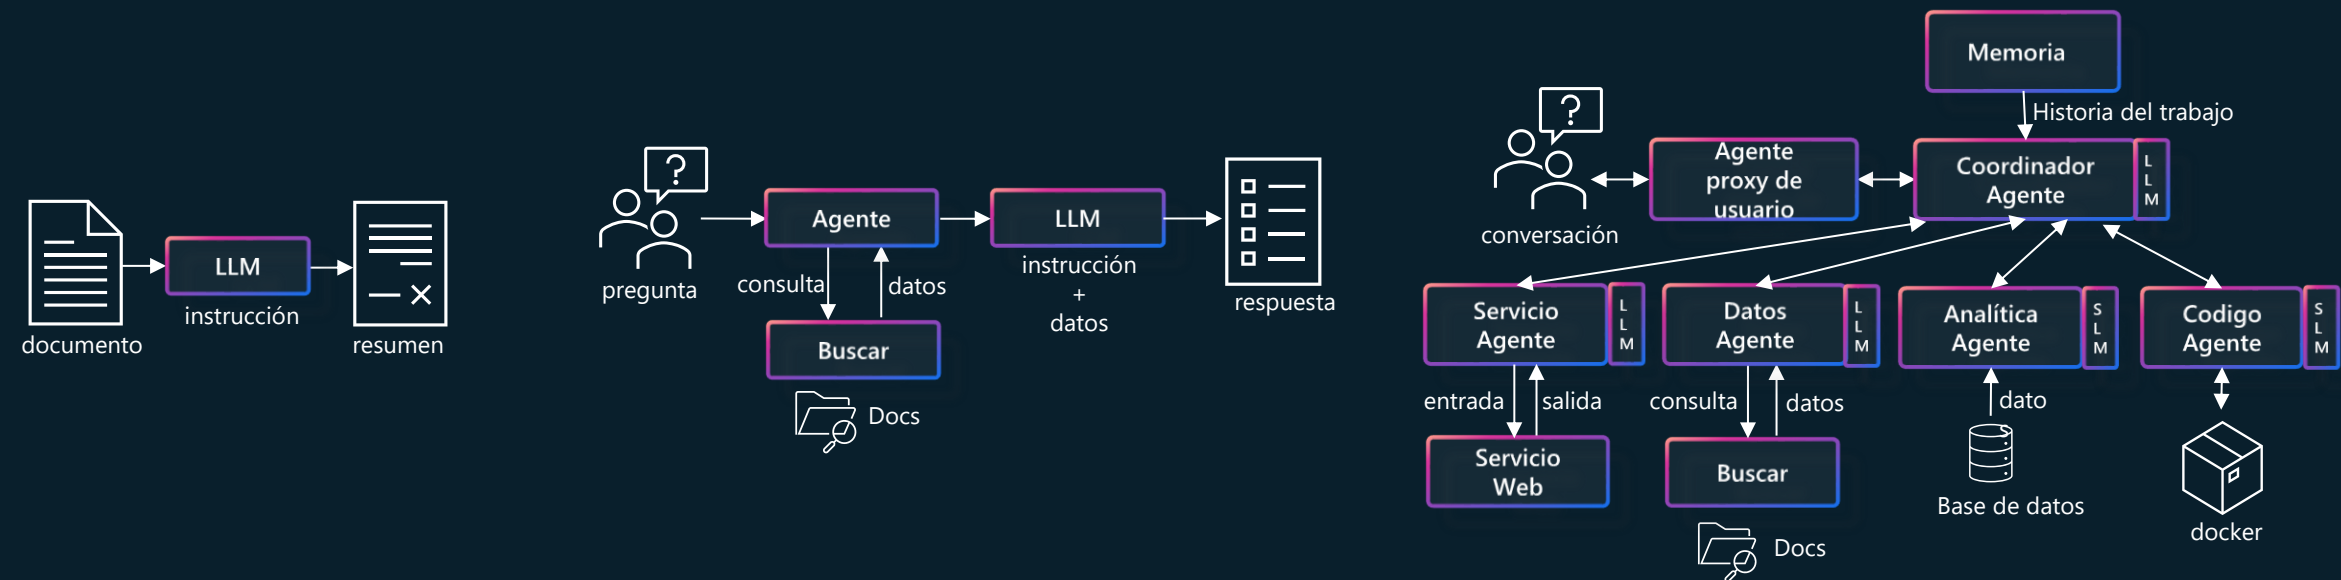 documento
LLM
instrucción
resumen
?
pregunta
Agente
consulta
datos
Buscar
Docs
LLM
instrucción
+
datos
respuesta
?
conversación
Agente
proxy de
usuario
Memoria
Historia del trabajo
Coordinador
Agente
L
L
M
Servicio
Agente
L
L
M
entrada
salida
Servicio
Web
Datos
Agente
L
L
M
consulta
datos
Buscar
Docs
Analítica
Agente
S
L
M
dato
Base de datos
Codigo
Agente
S
L
M
docker